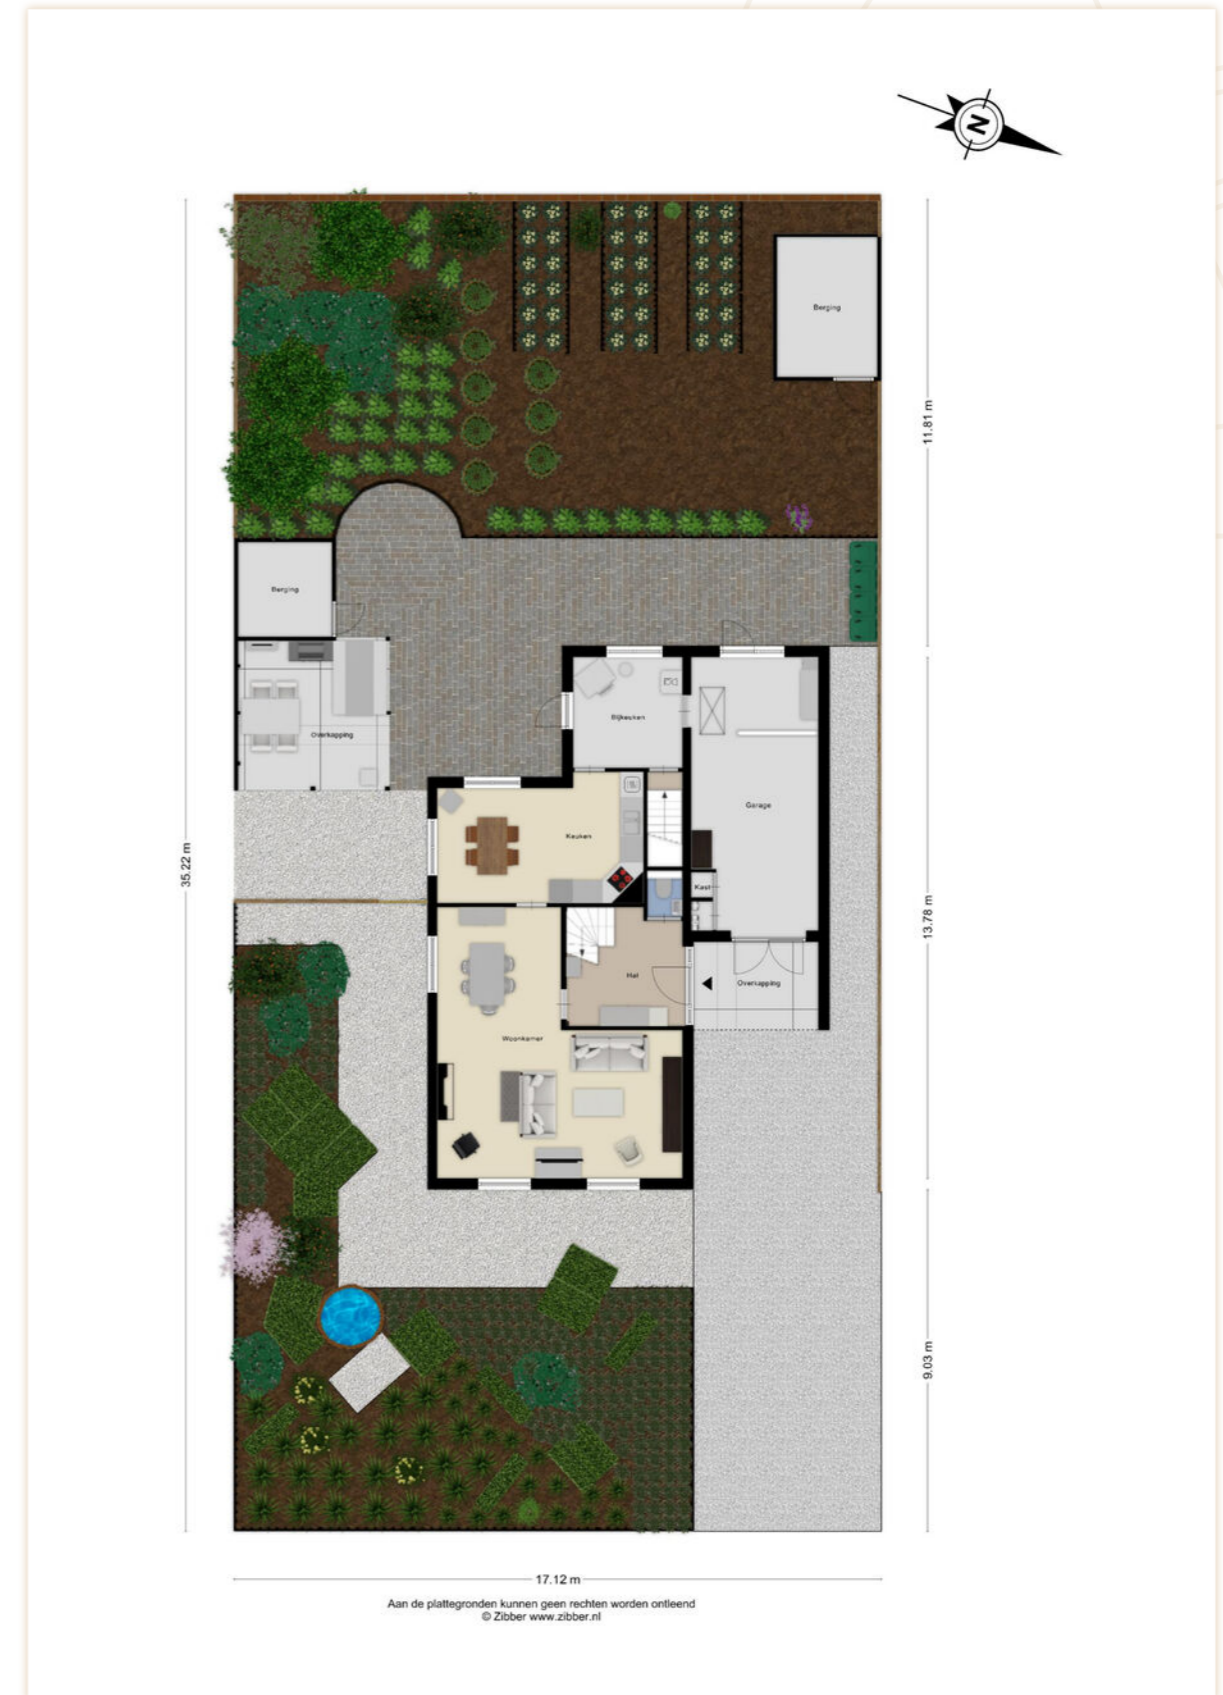 N
Berging
11.81 m
Berging
Bijkeuken
Overkapping
Garage
Keuken
35.22 m
Kast
13.78 m
Hal
Overkapping
Woonkamer
9.03 m
17.12 m
Aan de plattegronden kunnen geen rechten worden ontleend
© Zibber www.zibber.nl